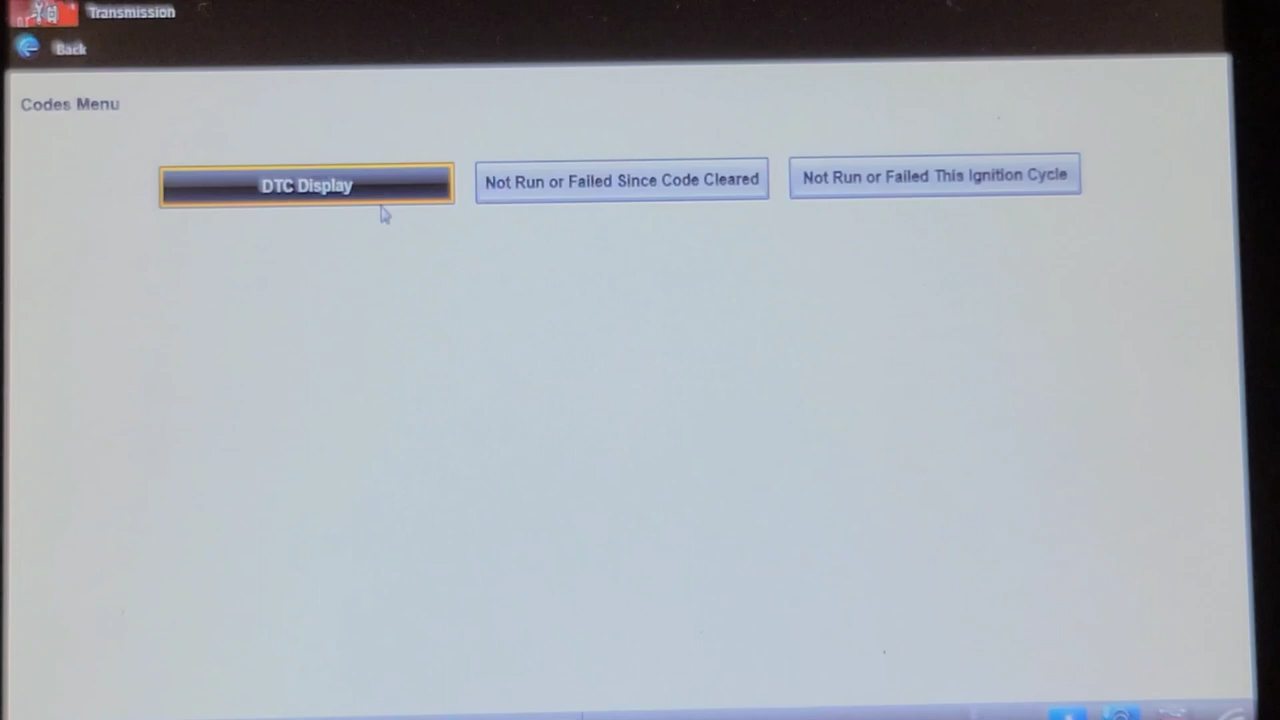 Transmission
Back
Codes Menu
DTC Display
Not Run or Failed Since Code Cleared
Not Run or Failed This Ignition Cycle